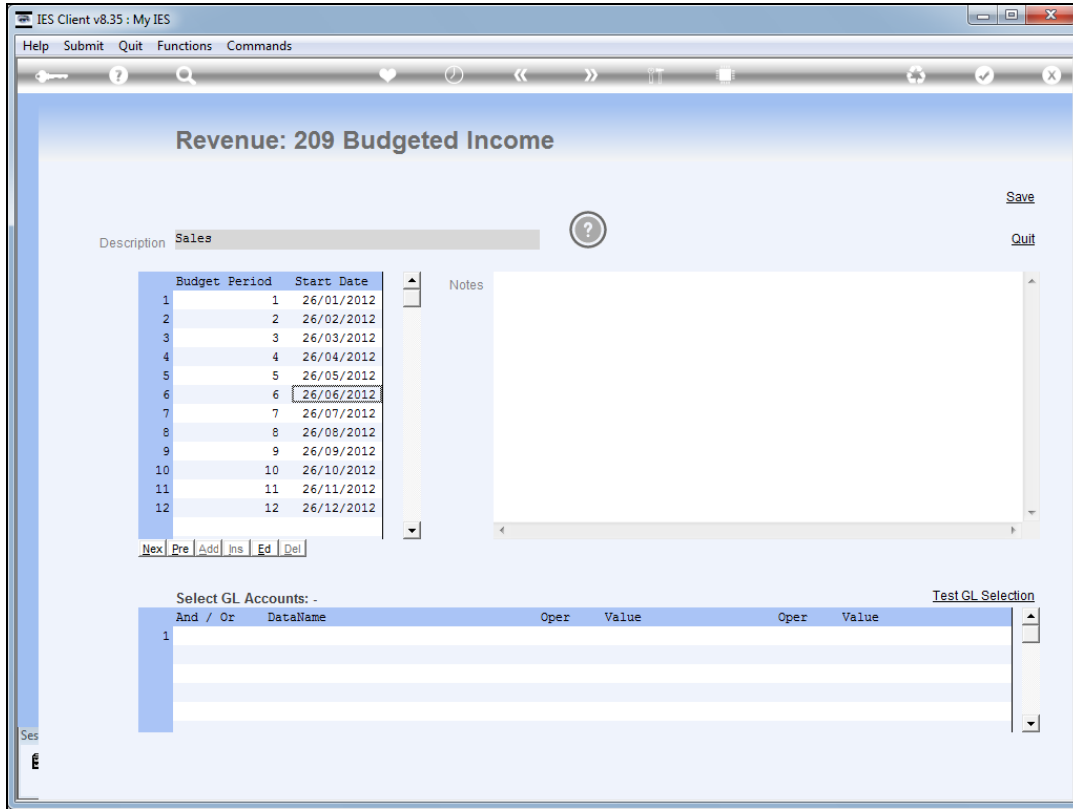 IES Client v8.35 : My IES
Help Submit Quit Functions Commands
Revenue: 209 Budgeted Income
Save
Description Sales
?
Quit
Budget Period Start Date
Notes
1 1 26/01/2012
2 2 26/02/2012
3 3 26/03/2012
4 4 26/04/2012
5 5 26/05/2012
6 6 26/06/2012
7 7 26/07/2012
8 8 26/08/2012
9 9 26/09/2012
10 10 26/10/2012
11 11 26/11/2012
12 12 26/12/2012
Nex Pre Add Ins Ed Del
Select GL Accounts: -
Test GL Selection
And / Or DataName Oper Value Oper Value
1
Ses